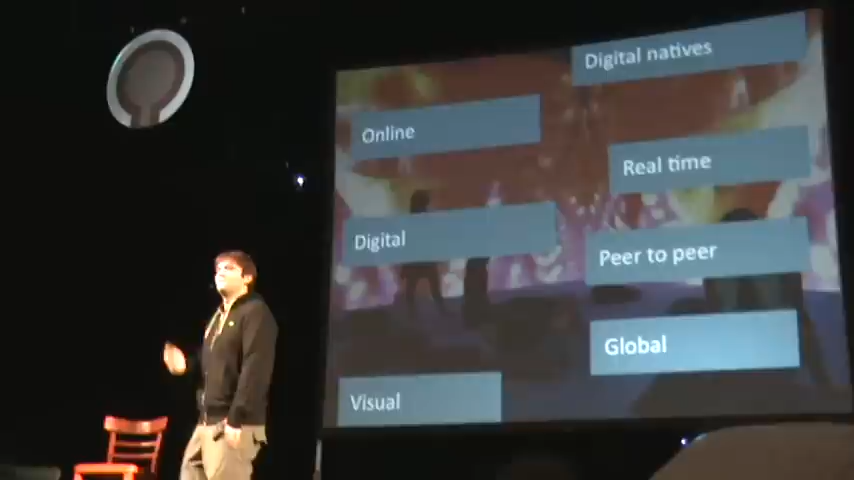 Digital natives
Online
Real time
Digital
Peer to peer
Global
Visual